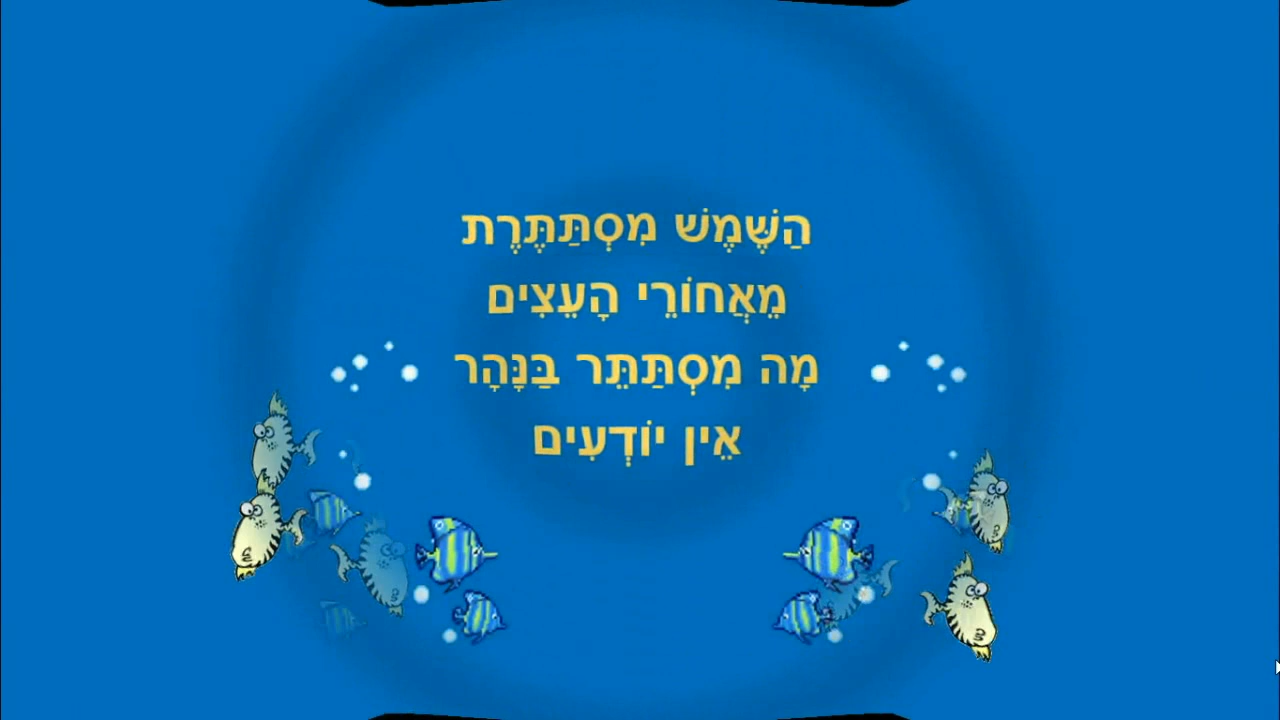 הַשֶּׁמֶשׁ מִסְתַּתֶּרֶת
מֵאֲחוֹרֵי הָעֵצִים
מָה מִסְתַּתֵּר בַּנָּהָר
אֵין יוֹדְעִים